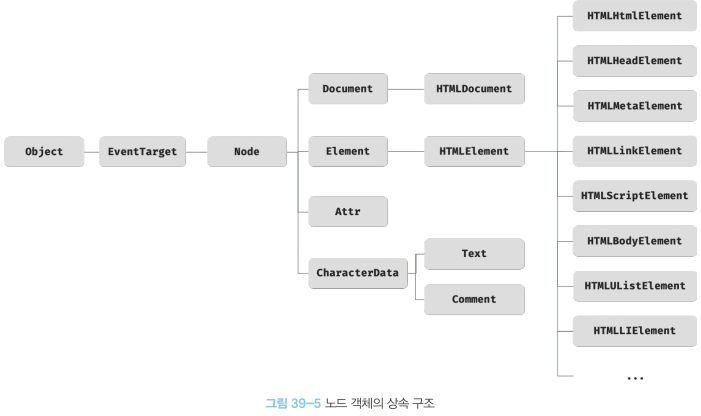 Object
EventTarget
Node
Document
HTMLDocument
Element
HTMLElement
Attr
CharacterData
Text
Comment
HTMLHtmlElement
HTMLHeadElement
HTMLMetaElement
HTMLLinkElement
HTMLScriptElement
HTMLBodyElement
HTMLUListElement
HTMLLIElement
...
그림 39-5 노드 객체의 상속 구조